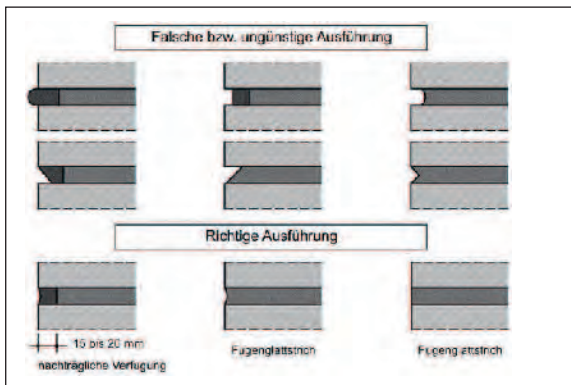 Falsche bzw. ungünstige Ausführung
Richtige Ausführung
15 bis 20 mm
nachträgliche Verfugung
Fugenglattstrich
Fugenglattstrich